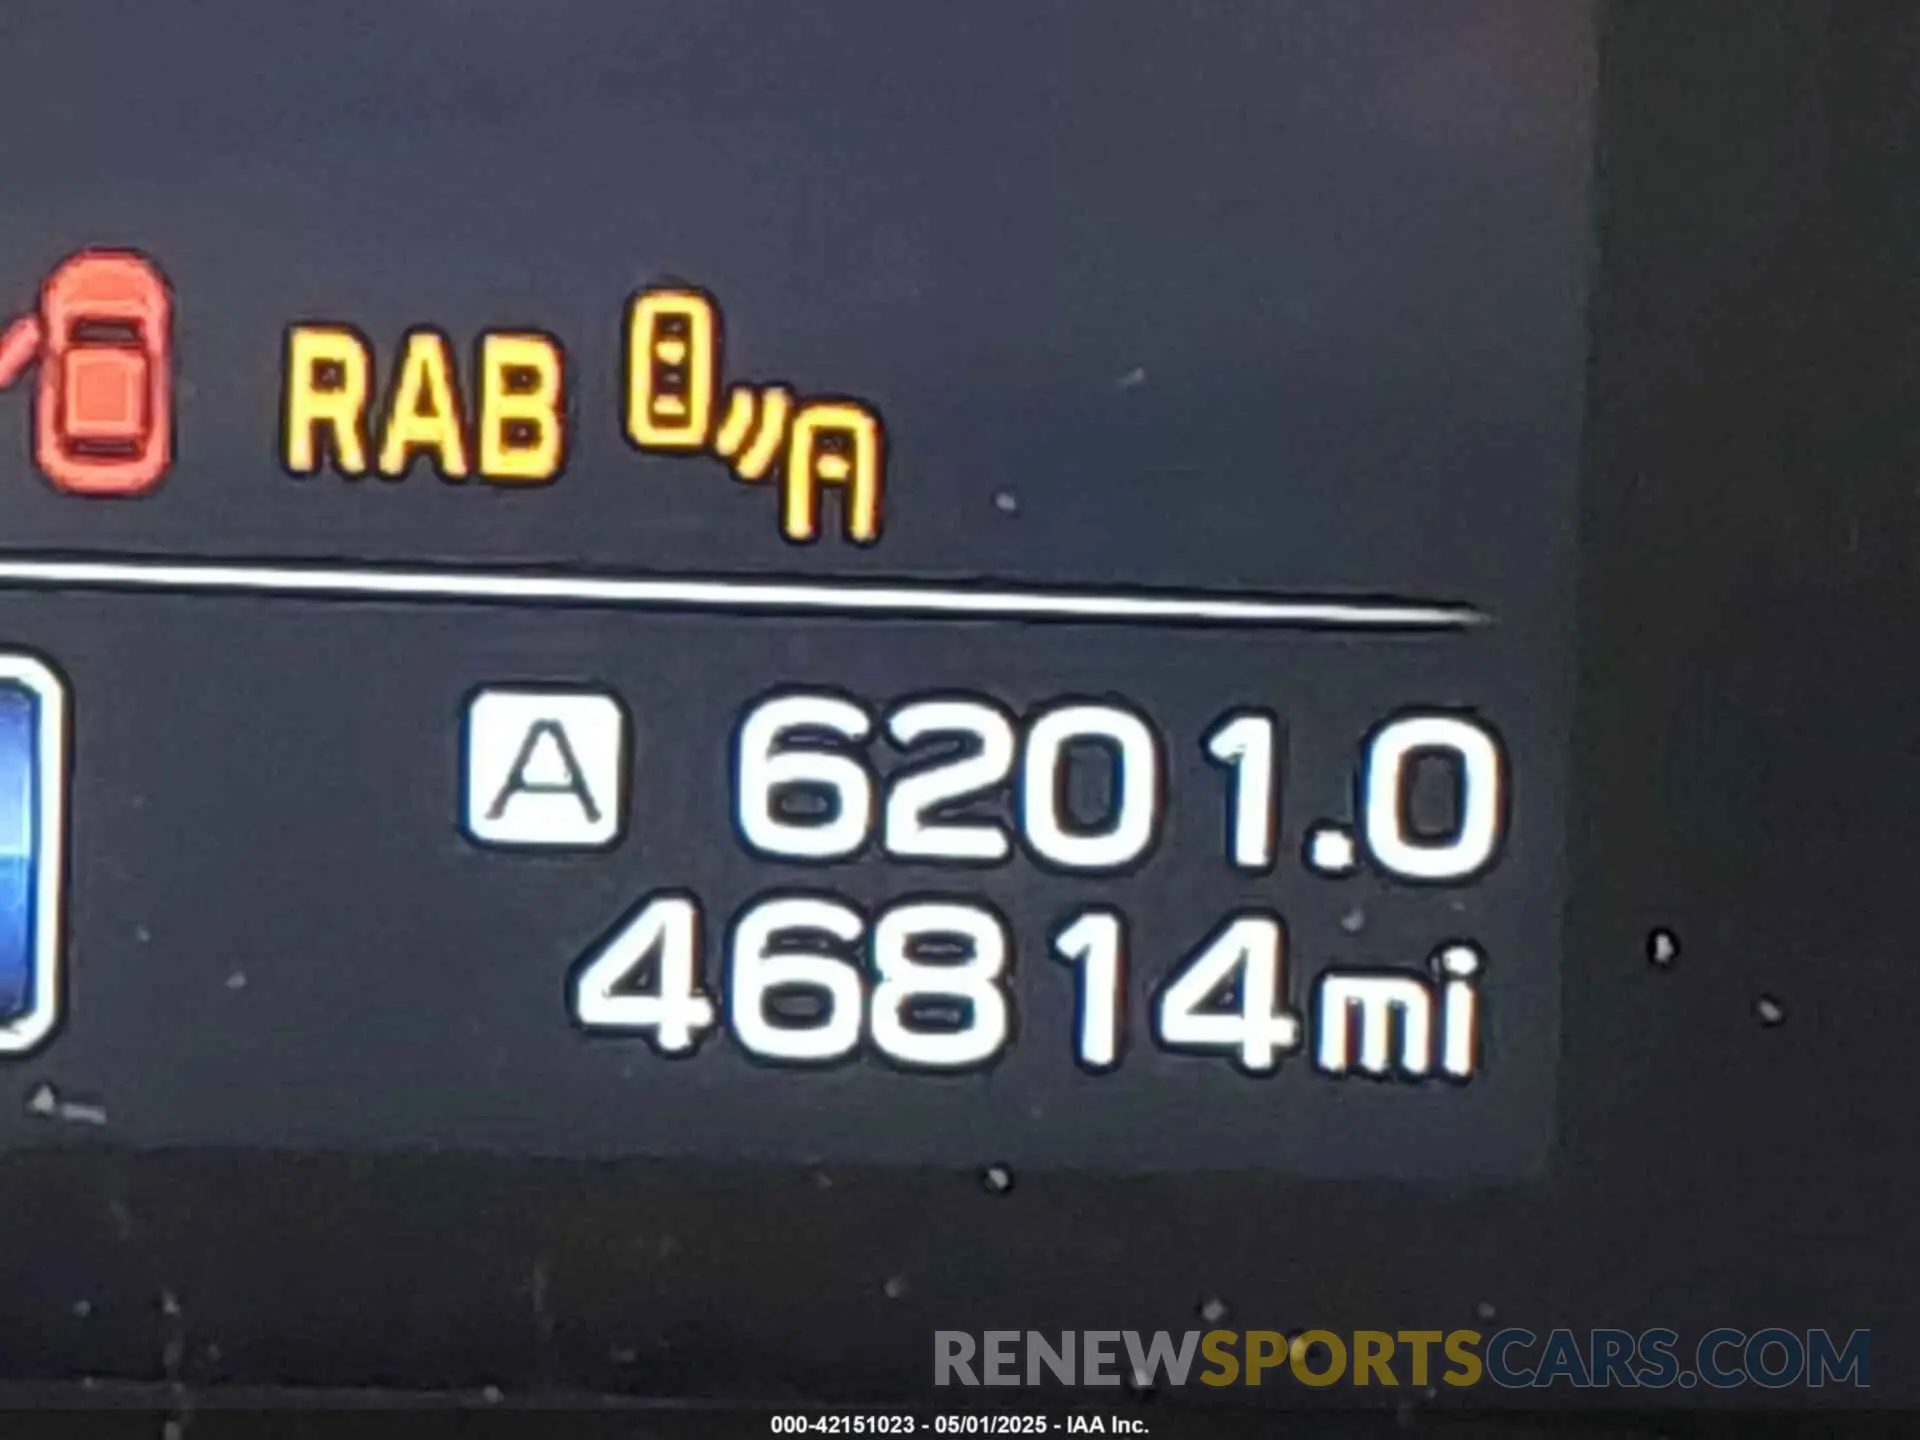 RAB
A 6201.0
46814mi
RENEWSPORTSCARS.COM
000-42151023 - 05/01/2025 - IAA Inc.